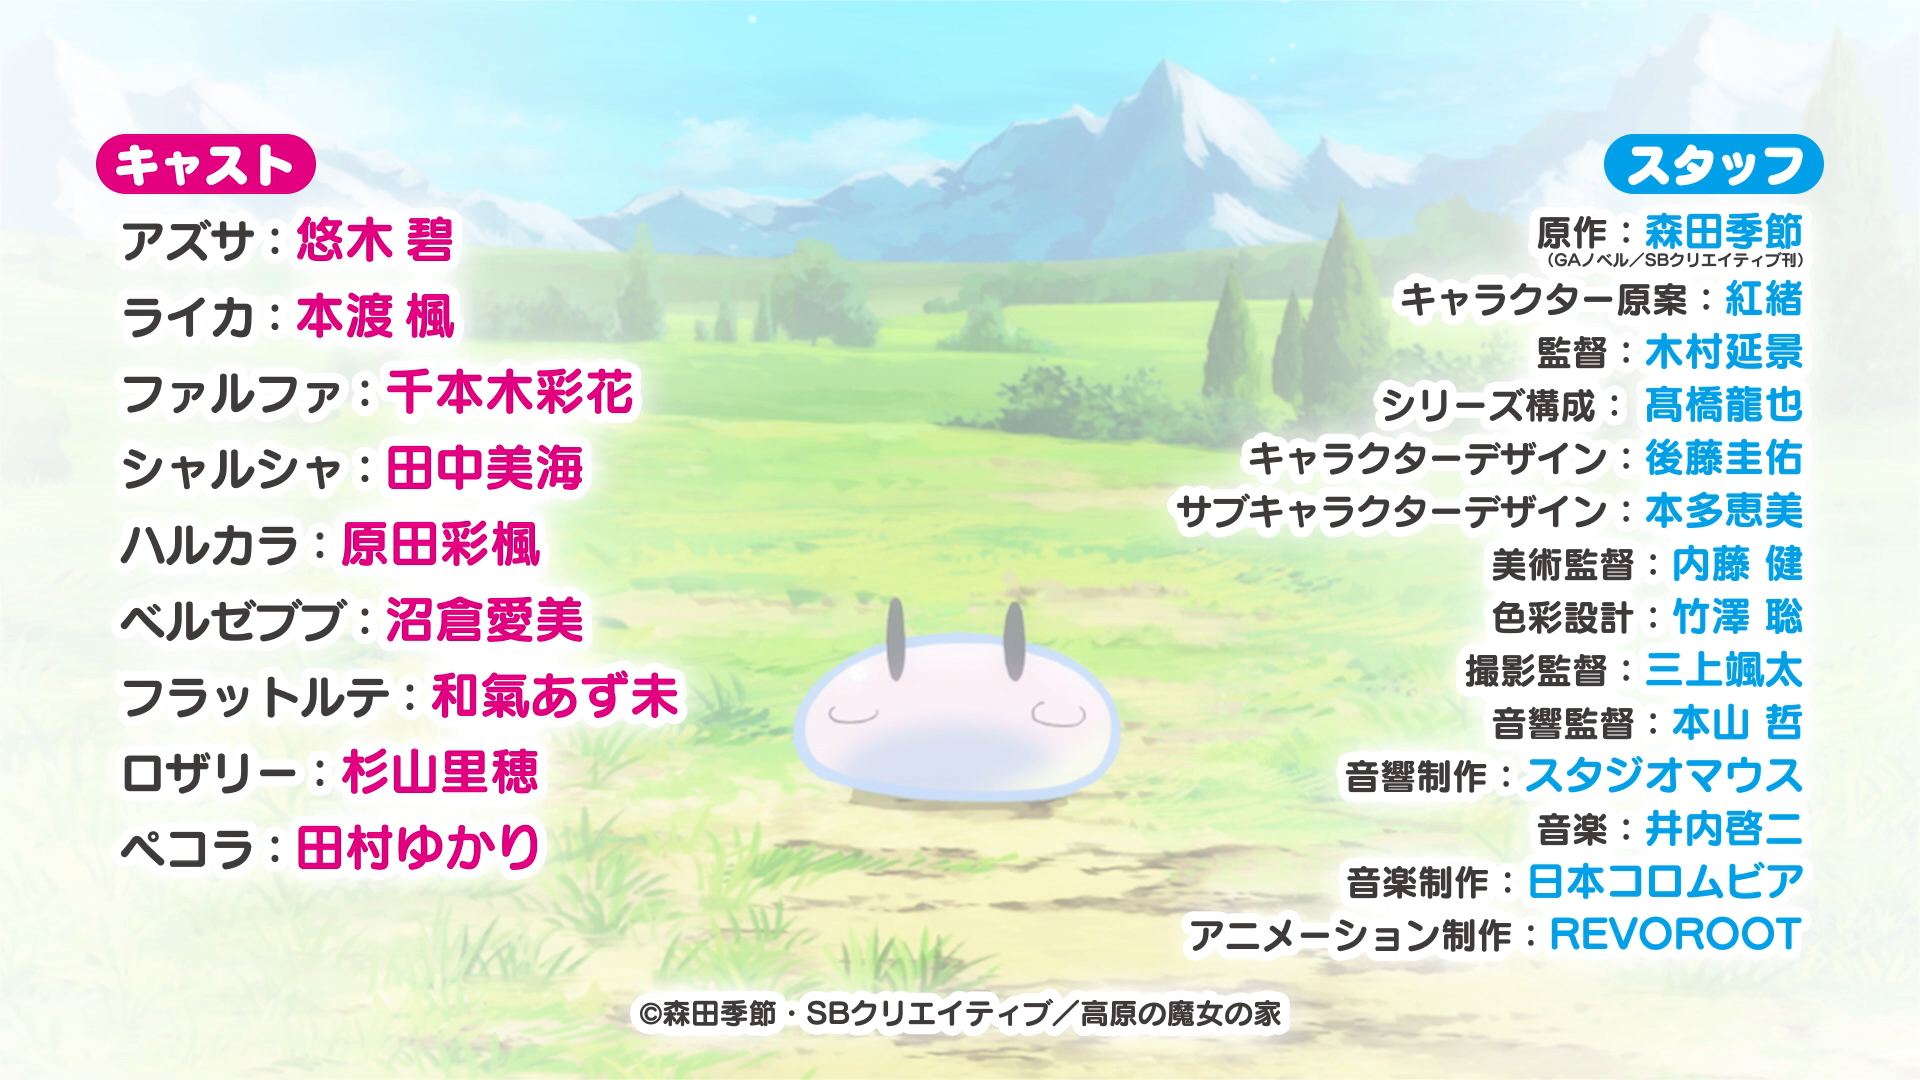 キャスト
アズサ：悠木 碧
ライカ：本渡 楓
ファルファ：千本木彩花
シャルシャ：田中美海
ハルカラ：原田彩楓
ベルゼブブ：沼倉愛美
フラットルテ：和氣あず未
ロザリー：杉山里穂
ペコラ：田村ゆかり
スタッフ
原作：森田季節
（GAノベル／SBクリエイティブ刊）
キャラクター原案：紅緒
監督：木村延景
シリーズ構成： 髙橋龍也
キャラクターデザイン：後藤圭佑
サブキャラクターデザイン：本多恵美
美術監督：内藤 健
色彩設計：竹澤 聡
撮影監督：三上颯太
音響監督：本山 哲
音響制作：スタジオマウス
音楽：井内啓二
音楽制作：日本コロムビア
アニメーション制作：REVOROOT
©森田季節・SBクリエイティブ／高原の魔女の家